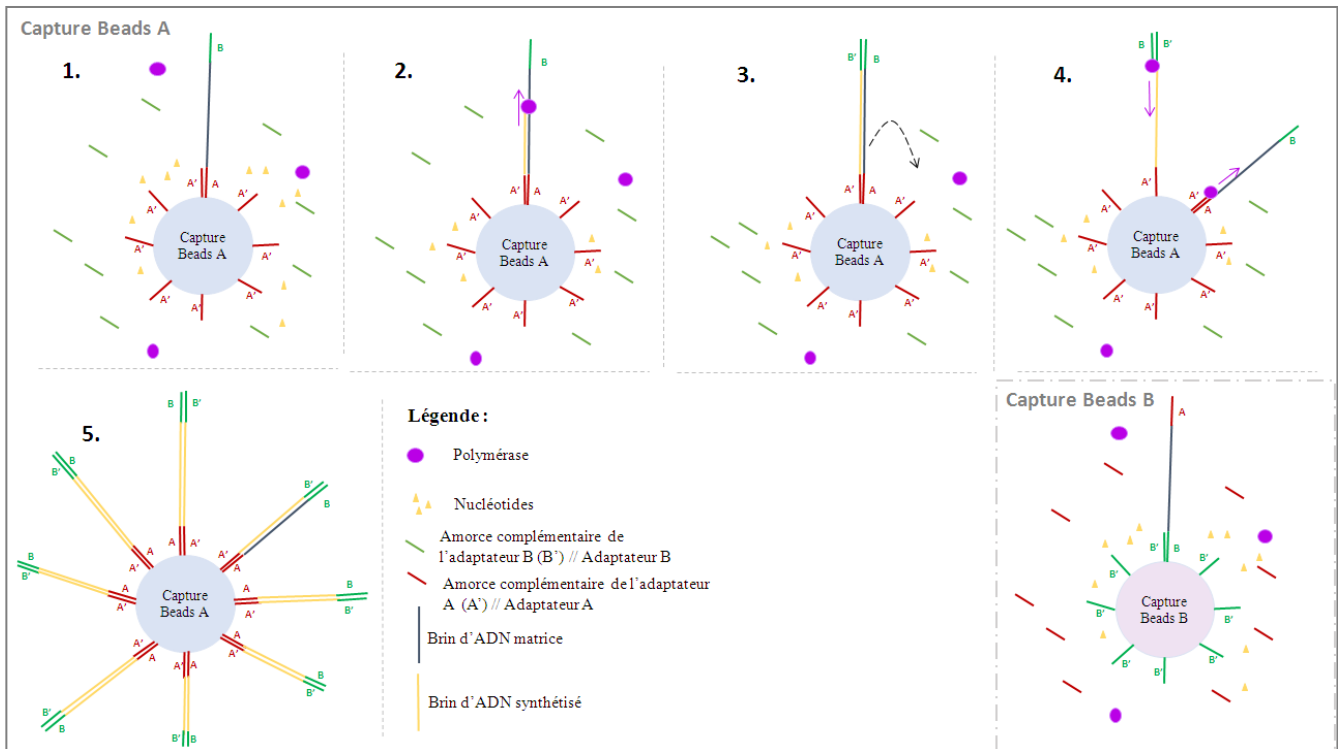 Capture Beads A
1.
B
A'
A
A'
A'
A'
A'
A'
A'
A'
A'
Capture
Beads A
2.
B
A'
A
A'
A'
A'
A'
A'
A'
A'
A'
Capture
Beads A
3.
B'
B
A'
A
A'
A'
A'
A'
A'
A'
A'
Capture
Beads A
4.
B
B'
B
A'
A'
A
A'
A'
A'
A'
A'
A'
Capture
Beads A
5.
B
B'
B
B'
B'
B
B
B'
B
B'
B'
B
B
B'
B'
B
A
A'
A
A'
A'
A
A
A'
A
A'
A
A'
A'
A
A'
A
Capture
Beads A
Légende :
Polymérase
Nucléotides
Amorce complémentaire de
l'adaptateur B (B') // Adaptateur B
Amorce complémentaire de l'adaptateur
A (A') // Adaptateur A
Brin d'ADN matrice
Brin d'ADN synthétisé
Capture Beads B
A
B'
B
B'
B'
B'
B'
B'
B'
B'
Capture
Beads B